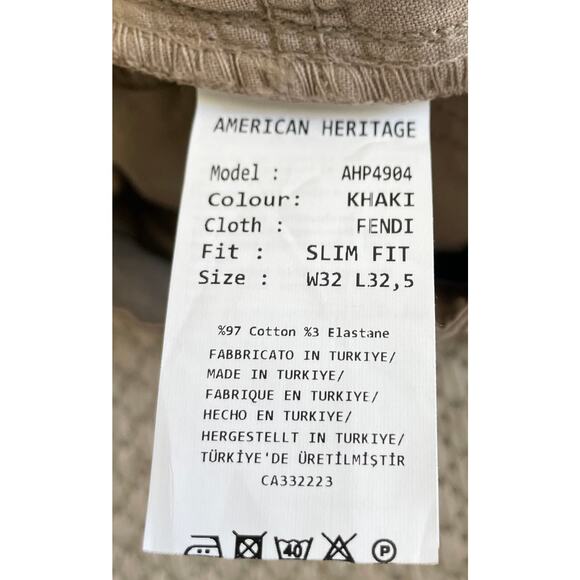 AMERICAN HERITAGE
Model : AHP4904
Colour: KHAKI
Cloth : FENDI
Fit : SLIM FIT
Size : W32 L32,5
%97 Cotton %3 Elastane
FABBRICATO IN TURKIYE/
MADE IN TURKIYE/
FABRIQUE EN TURKIYE/
HECHO EN TURKIYE/
HERGESTELLT IN TURKIYE/
TÜRKİYE'DE ÜRETİLMİŞTİR
CA332223
40 P